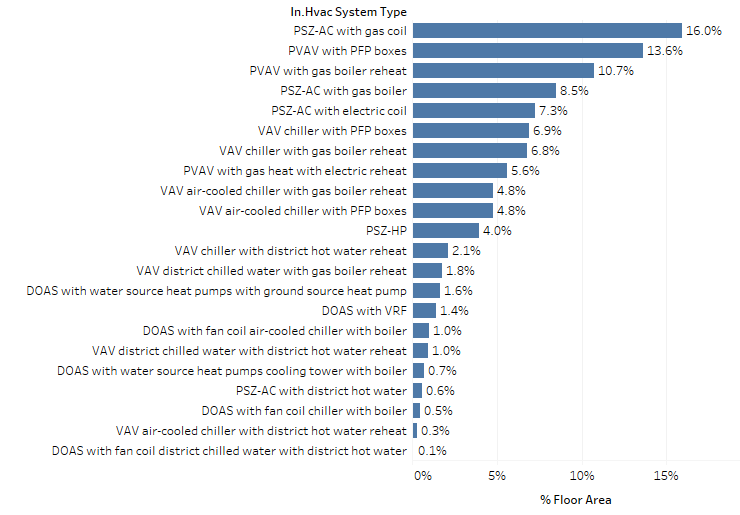 In.Hvac System Type
PSZ-AC with gas coil 16.0%
PVAV with PFP boxes 13.6%
PVAV with gas boiler reheat 10.7%
PSZ-AC with gas boiler 8.5%
PSZ-AC with electric coil 7.3%
VAV chiller with PFP boxes 6.9%
VAV chiller with gas boiler reheat 6.8%
PVAV with gas heat with electric reheat 5.6%
VAV air-cooled chiller with gas boiler reheat 4.8%
VAV air-cooled chiller with PFP boxes 4.8%
PSZ-HP 4.0%
VAV chiller with district hot water reheat 2.1%
VAV district chilled water with gas boiler reheat 1.8%
DOAS with water source heat pumps with ground source heat pump 1.6%
DOAS with VRF 1.4%
DOAS with fan coil air-cooled chiller with boiler 1.0%
VAV district chilled water with district hot water reheat 1.0%
DOAS with water source heat pumps cooling tower with boiler 0.7%
PSZ-AC with district hot water 0.6%
DOAS with fan coil chiller with boiler 0.5%
VAV air-cooled chiller with district hot water reheat 0.3%
DOAS with fan coil district chilled water with district hot water 0.1%
0% 5% 10% 15%
% Floor Area